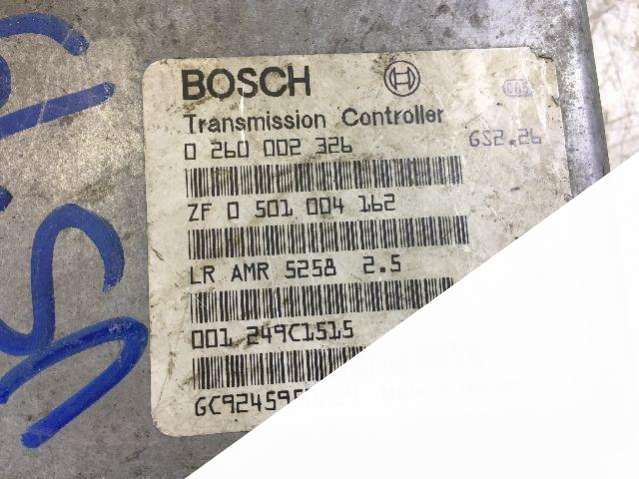 BOSCH
Transmission Controller
0 260 002 326 GS2.26
ZF 0 501 004 162
LR AMR 5258 2.5
001 249C1515